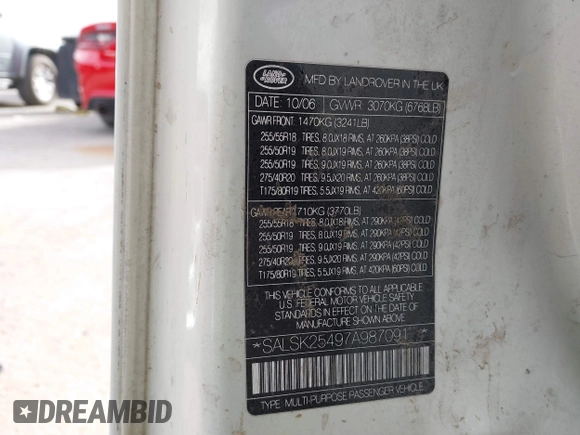 LAND ROVER
MFD BY LANDROVER IN THE UK
DATE: 10/06 GVWR 3070KG (6768LB)
GAWR FRONT: 1470KG (3241LB)
255/55R18 TIRES, 8.0JX18 RIMS, AT 260KPA (38PSI) COLD
255/50R19 TIRES, 8.0JX19 RIMS, AT 260KPA (38PSI) COLD
255/50R19 TIRES, 9.0JX19 RIMS, AT 260KPA (38PSI) COLD
275/40R20 TIRES, 9.5JX20 RIMS, AT 260KPA (38PSI) COLD
T175/80R19 TIRES, 5.5JX19 RIMS, AT 420KPA (60PSI) COLD
GAWR REAR: 1710KG (3770LB)
255/55R18 TIRES, 8.0JX18 RIMS, AT 290KPA (42PSI) COLD
255/50R19 TIRES, 8.0JX19 RIMS, AT 290KPA (42PSI) COLD
255/50R19 TIRES, 9.0JX19 RIMS, AT 290KPA (42PSI) COLD
275/40R20 TIRES, 9.5JX20 RIMS, AT 290KPA (42PSI) COLD
T175/80R19 TIRES, 5.5JX19 RIMS, AT 420KPA (60PSI) COLD
THIS VEHICLE CONFORMS TO ALL APPLICABLE
U.S. FEDERAL MOTOR VEHICLE SAFETY
STANDARDS IN EFFECT ON THE DATE OF
MANUFACTURE SHOWN ABOVE.
*SALSK25497A987091*
TYPE: MULTI-PURPOSE PASSENGER VEHICLE
DREAMBID